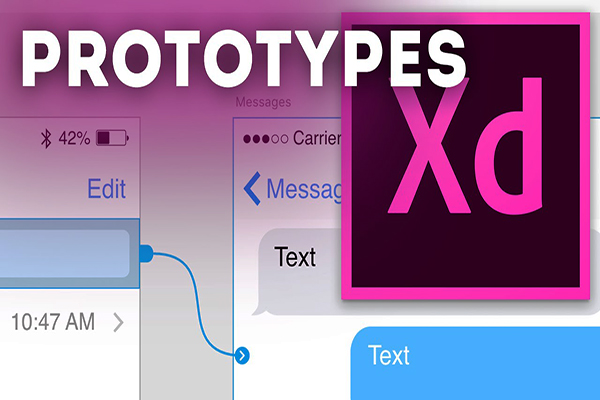 PROTOTYPES
Xd
Messages
42%
Carrier
Edit
Messag
Text
10:47 AM
Text